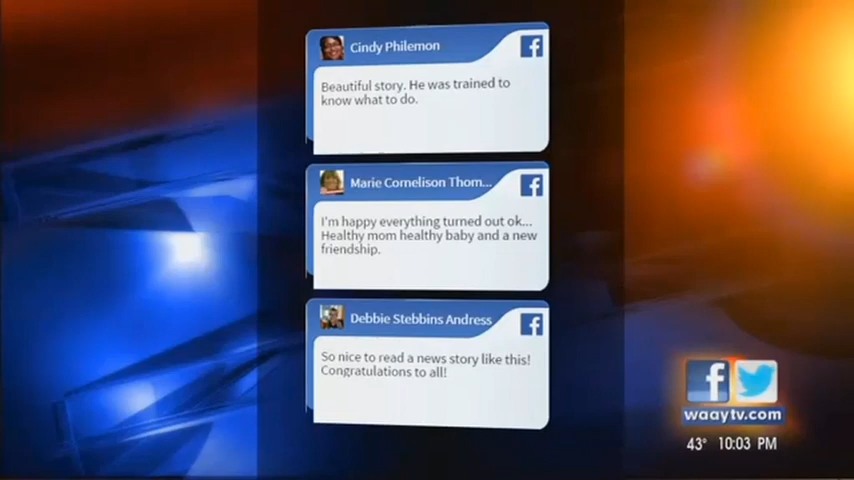 Cindy Philemon
Beautiful story. He was trained to
know what to do.
Marie Cornelison Thom...
I'm happy everything turned out ok...
Healthy mom healthy baby and a new
friendship.
Debbie Stebbins Andress
So nice to read a news story like this!
Congratulations to all!
waaytv.com
43° 10:03 PM